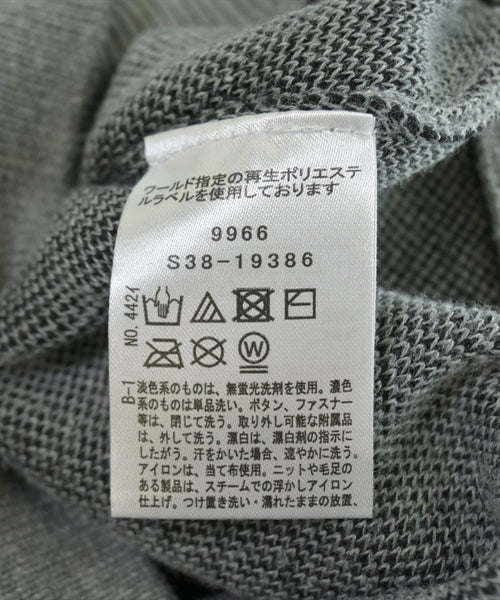 ワールド指定の再生ポリエステ
ルラベルを使用しております
9966
S38-19386
NO. 4421
B-1
淡色系のものは、無蛍光洗剤を使用。濃色
系のものは単品洗い。ボタン、ファスナー
等は、閉じて洗う。取り外し可能な附属品
は、外して洗う。漂白は、漂白剤の指示に
したがう。汗をかいた場合、速やかに洗う。
アイロンは、当て布使用。ニットや毛足の
ある製品は、スチームでの浮かしアイロン
仕上げ。つけ置き洗い・濡れたままの放置、